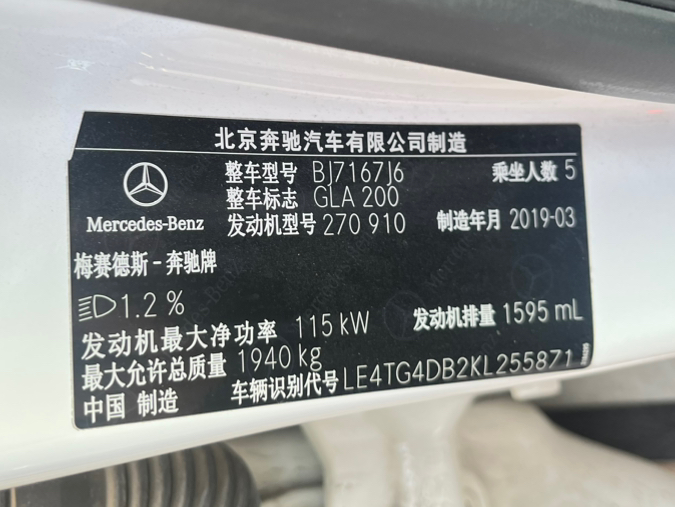 北京奔驰汽车有限公司制造
整车型号 BJ7167J6 乘坐人数 5
整车标志 GLA 200
发动机型号 270 910 制造年月 2019-03
Mercedes-Benz
梅赛德斯-奔驰牌
1.2 %
发动机最大净功率 115 kW 发动机排量 1595 mL
最大允许总质量 1940 kg
车辆识别代号 LE4TG4DB2KL255871
中国 制造